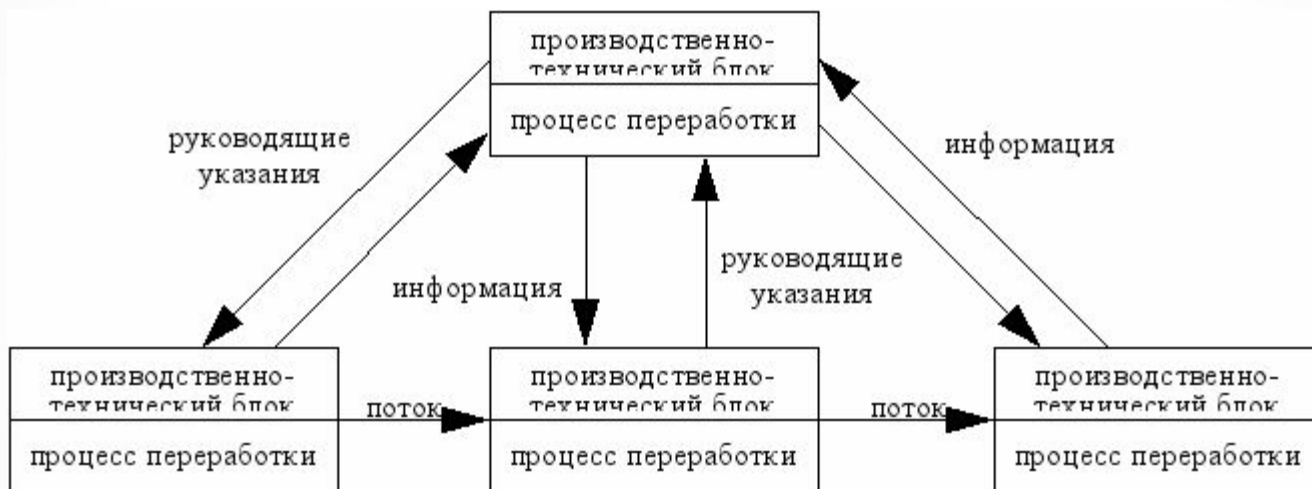 производственно-
технический блок
процесс переработки
руководящие
указания
информация
информация
руководящие
указания
производственно-
технический блок
процесс переработки
поток
производственно-
технический блок
процесс переработки
поток
производственно-
технический блок
процесс переработки